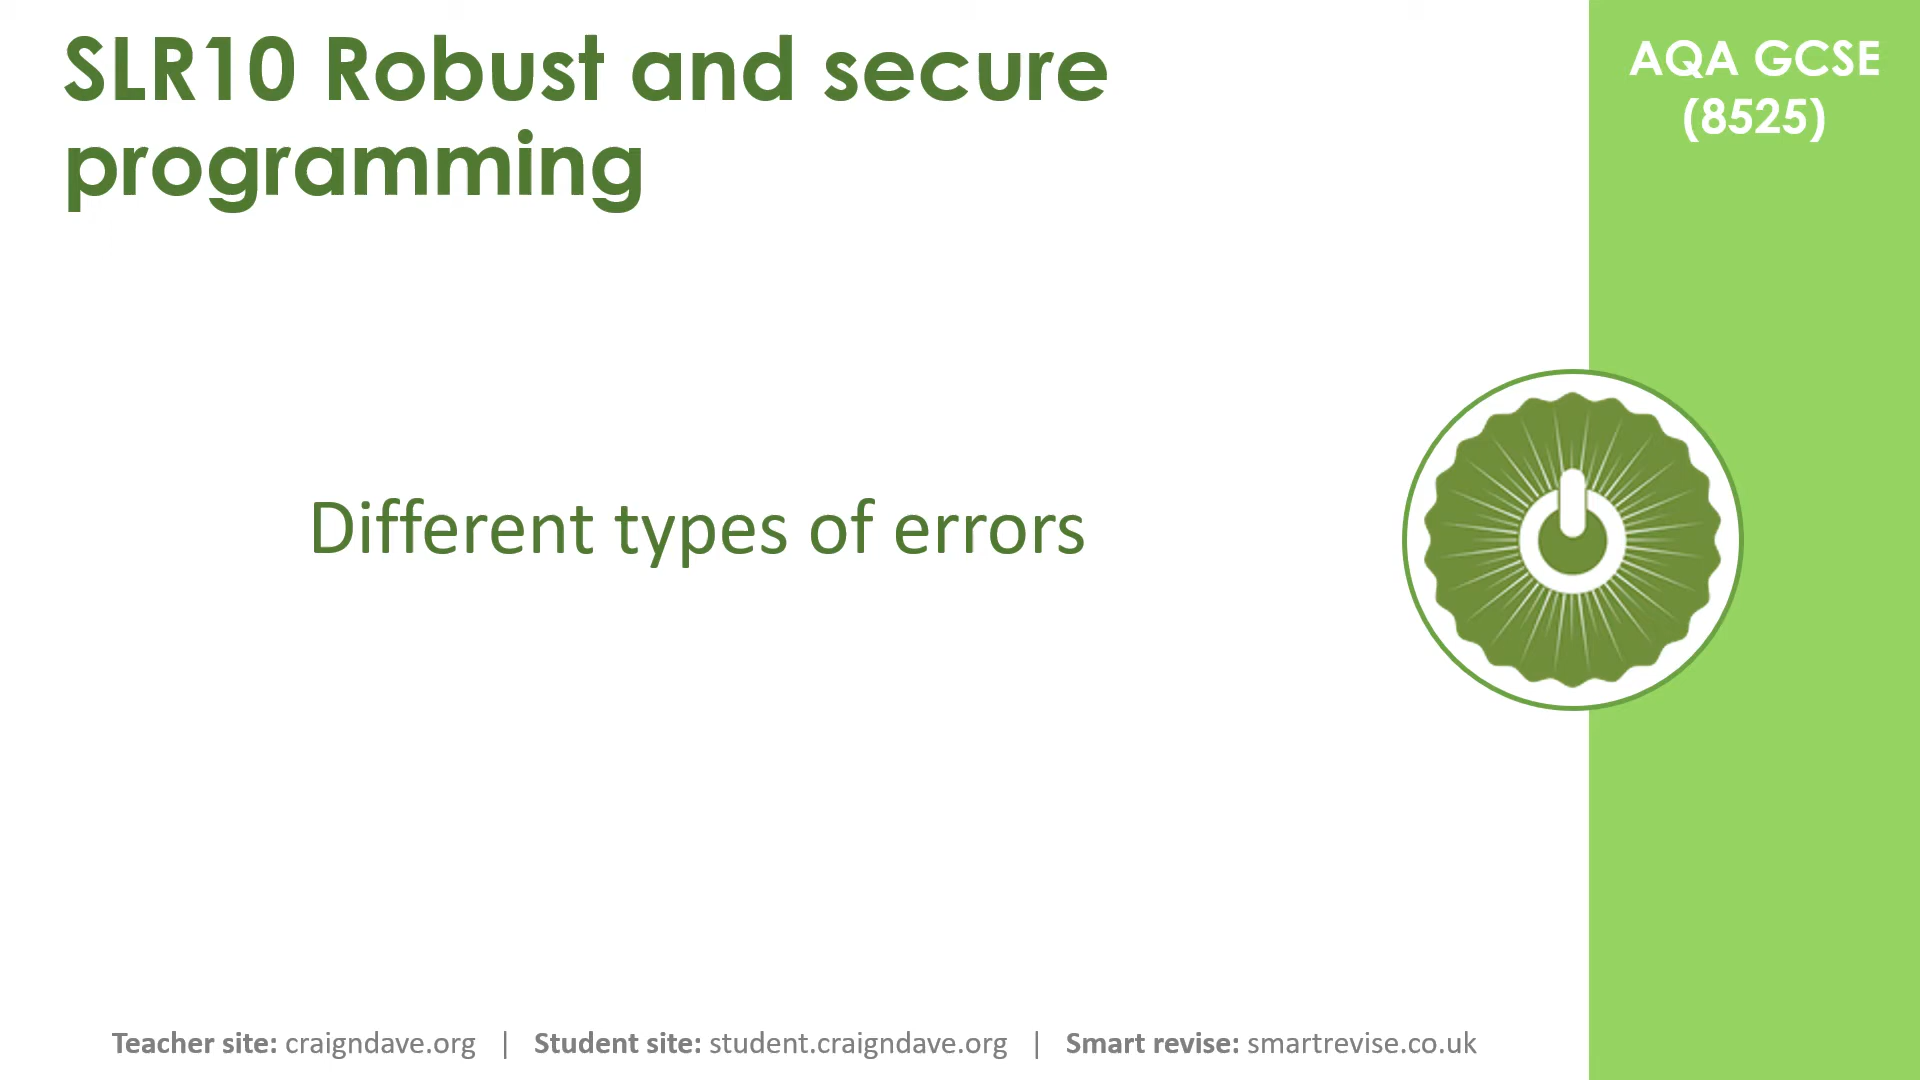 SLR10 Robust and secure
programming
AQA GCSE
(8525)
Different types of errors
Teacher site: craigndave.org | Student site: student.craigndave.org | Smart revise: smartrevise.co.uk